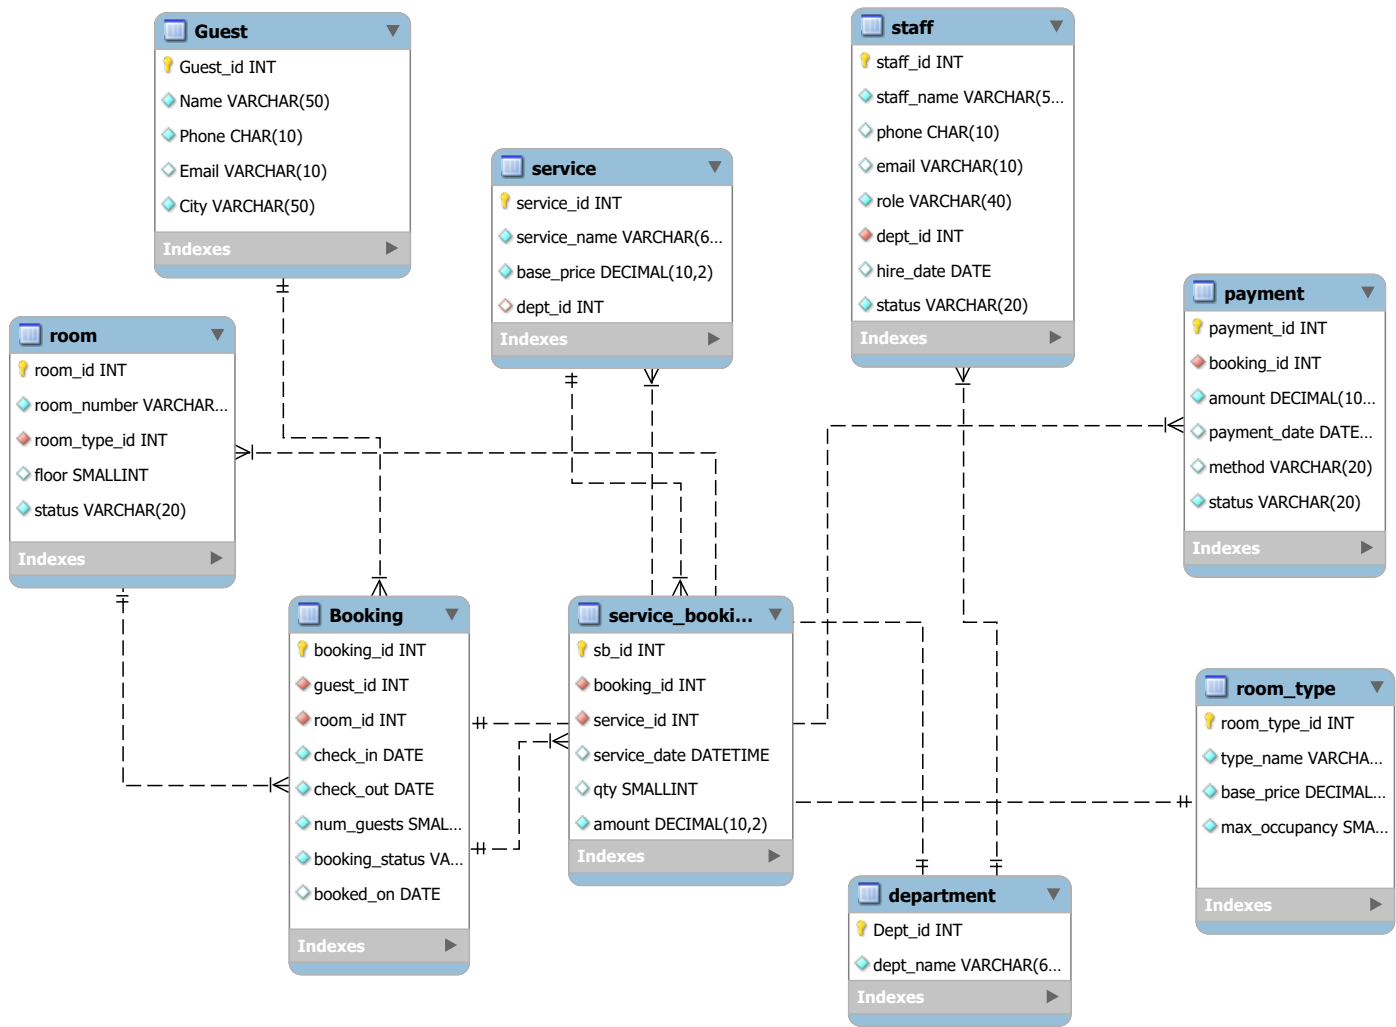 Guest
Guest_id INT
Name VARCHAR(50)
Phone CHAR(10)
Email VARCHAR(10)
City VARCHAR(50)
Indexes
staff
staff_id INT
staff_name VARCHAR(5...
phone CHAR(10)
email VARCHAR(10)
role VARCHAR(40)
dept_id INT
hire_date DATE
status VARCHAR(20)
Indexes
service
service_id INT
service_name VARCHAR(6...
base_price DECIMAL(10,2)
dept_id INT
Indexes
payment
payment_id INT
booking_id INT
amount DECIMAL(10...
payment_date DATE...
method VARCHAR(20)
status VARCHAR(20)
Indexes
room
room_id INT
room_number VARCHAR...
room_type_id INT
floor SMALLINT
status VARCHAR(20)
Indexes
Booking
booking_id INT
guest_id INT
room_id INT
check_in DATE
check_out DATE
num_guests SMAL...
booking_status VA...
booked_on DATE
Indexes
service_booki...
sb_id INT
booking_id INT
service_id INT
service_date DATETIME
qty SMALLINT
amount DECIMAL(10,2)
Indexes
room_type
room_type_id INT
type_name VARCHA...
base_price DECIMAL...
max_occupancy SMA...
Indexes
department
Dept_id INT
dept_name VARCHAR(6...
Indexes